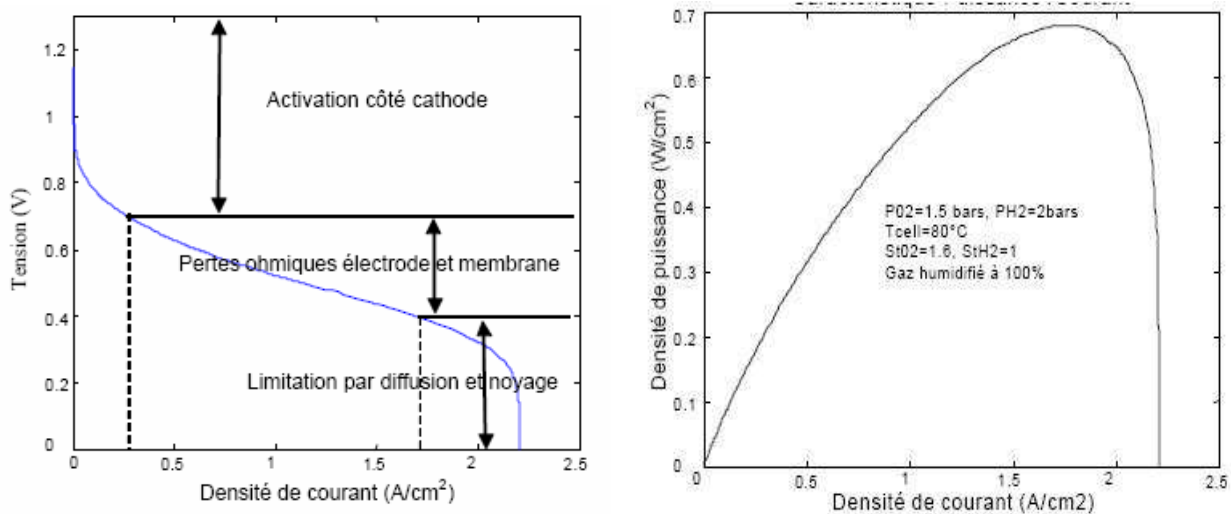 1.2
1
0.8
0.6
0.4
0.2
0
Tension (V)
Activation côté cathode
Pertes ohmiques électrode et membrane
Limitation par diffusion et noyage
0
0.5
1
1.5
2
2.5
Densité de courant (A/cm²)
0.7
0.6
0.5
0.4
0.3
0.2
0.1
0
Densité de puissance (W/cm²)
P02=1.5 bars, PH2=2bars
Tcell=80°C
St02=1.6, StH2=1
Gaz humidifié à 100%
0
0.5
1
1.5
2
2.5
Densité de courant (A/cm2)